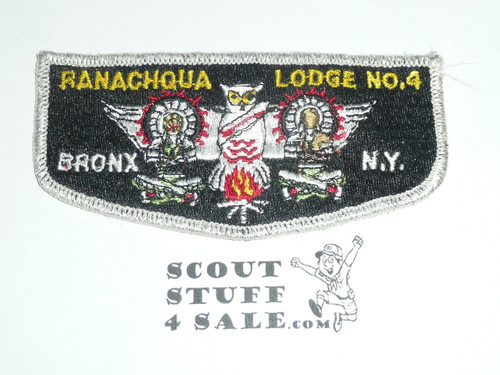 RANACHQUA LODGE NO.4
BRONX N.Y.
SCOUT
STUFF
4 SALE.COM